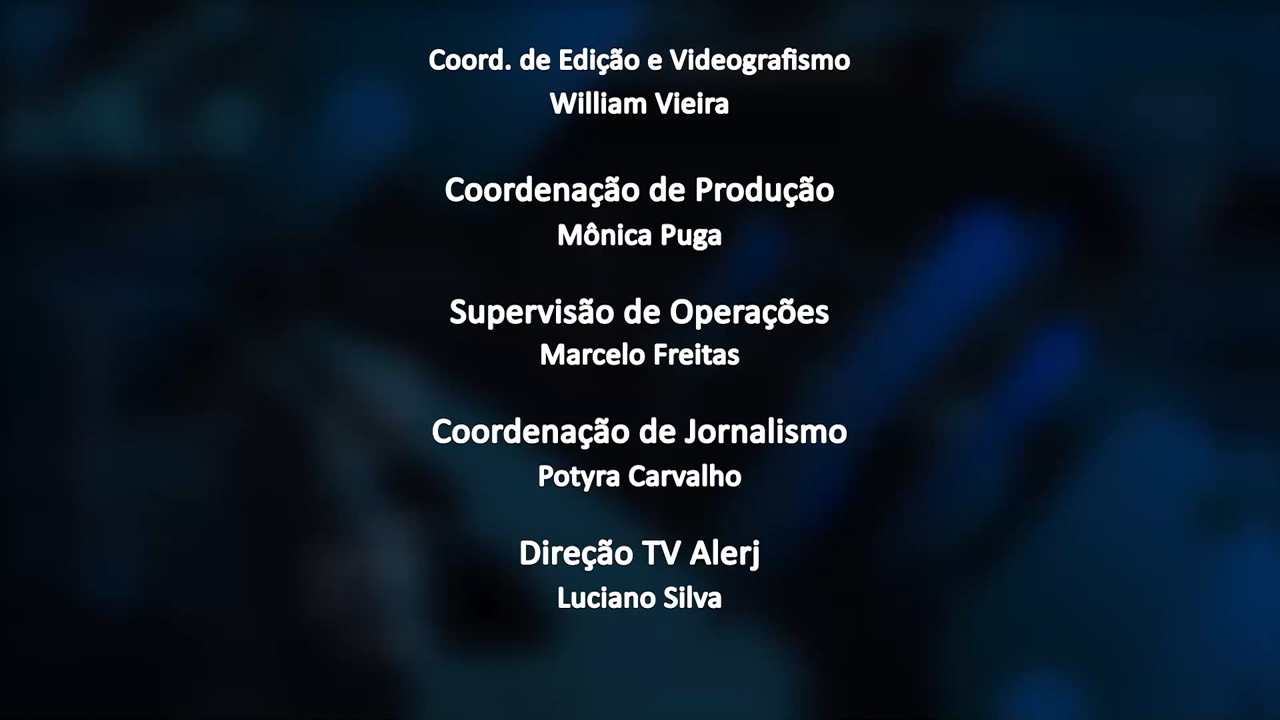 Coord. de Edição e Videografismo
William Vieira
Coordenação de Produção
Mônica Puga
Supervisão de Operações
Marcelo Freitas
Coordenação de Jornalismo
Potyra Carvalho
Direção TV Alerj
Luciano Silva